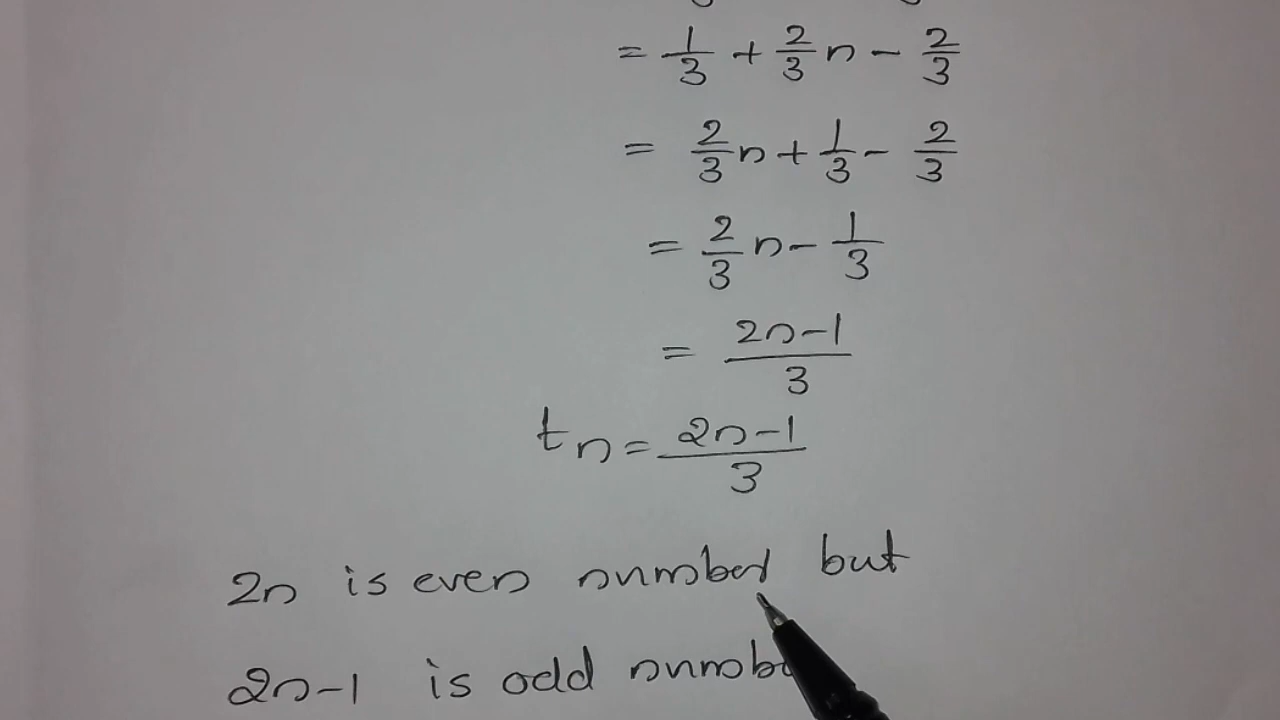 = 1/3 + 2/3 n - 2/3
= 2/3 n + 1/3 - 2/3
= 2/3 n - 1/3
= 2n-1/3
tn = 2n-1/3
2n is even number but
2n-1 is odd